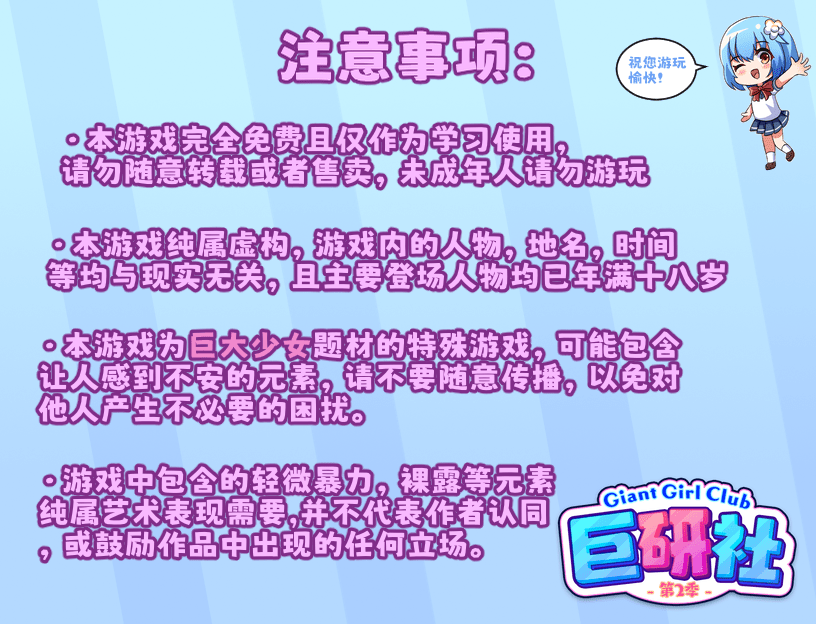 注意事项:
祝您游玩
愉快!
·本游戏完全免费且仅作为学习使用,
请勿随意转载或者售卖, 未成年人请勿游玩
·本游戏纯属虚构, 游戏内的人物, 地名, 时间
等均与现实无关, 且主要登场人物均已年满十八岁
·本游戏为巨大少女题材的特殊游戏, 可能包含
让人感到不安的元素, 请不要随意传播, 以免对
他人产生不必要的困扰。
·游戏中包含的轻微暴力, 裸露等元素
纯属艺术表现需要,并不代表作者认同
, 或鼓励作品中出现的任何立场。
Giant Girl Club
巨研社
- 第2季 -